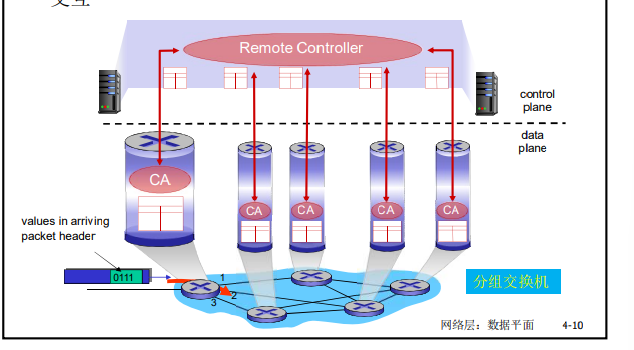 交互
Remote Controller
control
plane
data
plane
CA
CA
CA
CA
CA
values in arriving
packet header
0111
1
2
3
分组交换机
网络层：数据平面 4-10